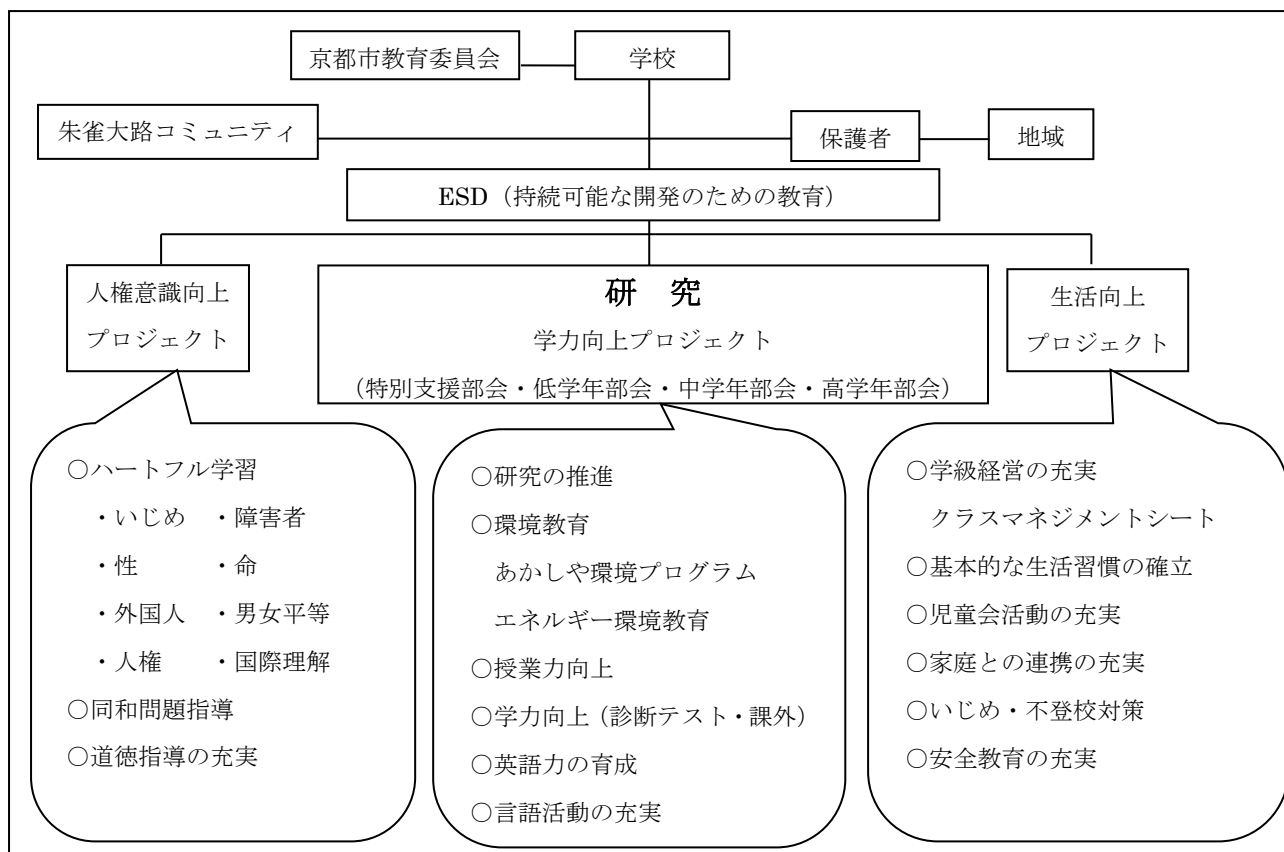 京都市教育委員会
学校
朱雀大路コミュニティ
保護者
地域
ESD（持続可能な開発のための教育）
人権意識向上
プロジェクト
研　究
学力向上プロジェクト
（特別支援部会・低学年部会・中学年部会・高学年部会）
生活向上
プロジェクト
○ハートフル学習
・いじめ　・障害者
・性　　　・命
・外国人　・男女平等
・人権　　・国際理解
○同和問題指導
○道徳指導の充実
○研究の推進
○環境教育
あかしや環境プログラム
エネルギー環境教育
○授業力向上
○学力向上（診断テスト・課外）
○英語力の育成
○言語活動の充実
○学級経営の充実
クラスマネジメントシート
○基本的な生活習慣の確立
○児童会活動の充実
○家庭との連携の充実
○いじめ・不登校対策
○安全教育の充実